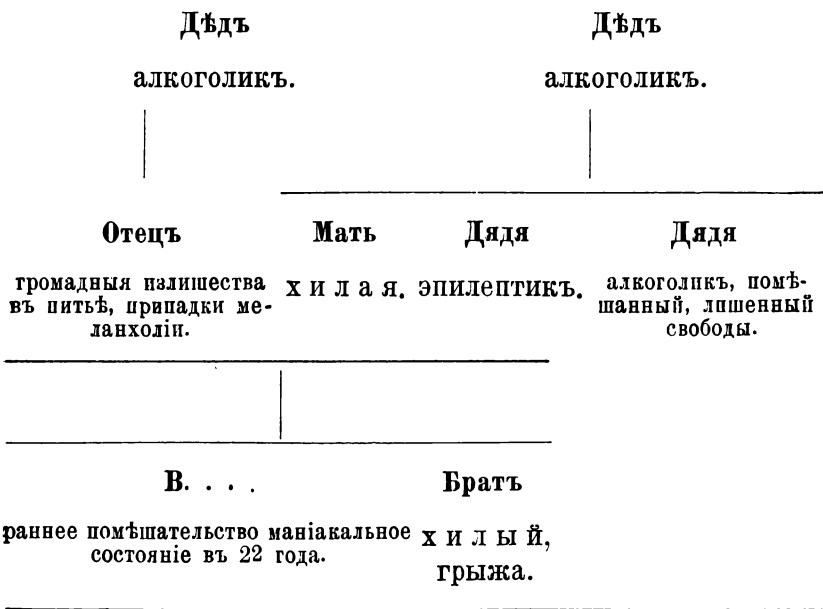 Дѣдъ Дѣдъ
алкоголикъ. алкоголикъ.
Отецъ Мать Дядя Дядя
громадныя излишества
въ питьѣ, припадки ме-
ланхоліи.
хилая. эпилептикъ.
алкоголикъ, помѣ-
шанный, лишенный
свободы.
В. . . . Братъ
раннее помѣшательство маніакальное
состояніе въ 22 года.
хилый,
грыжа.